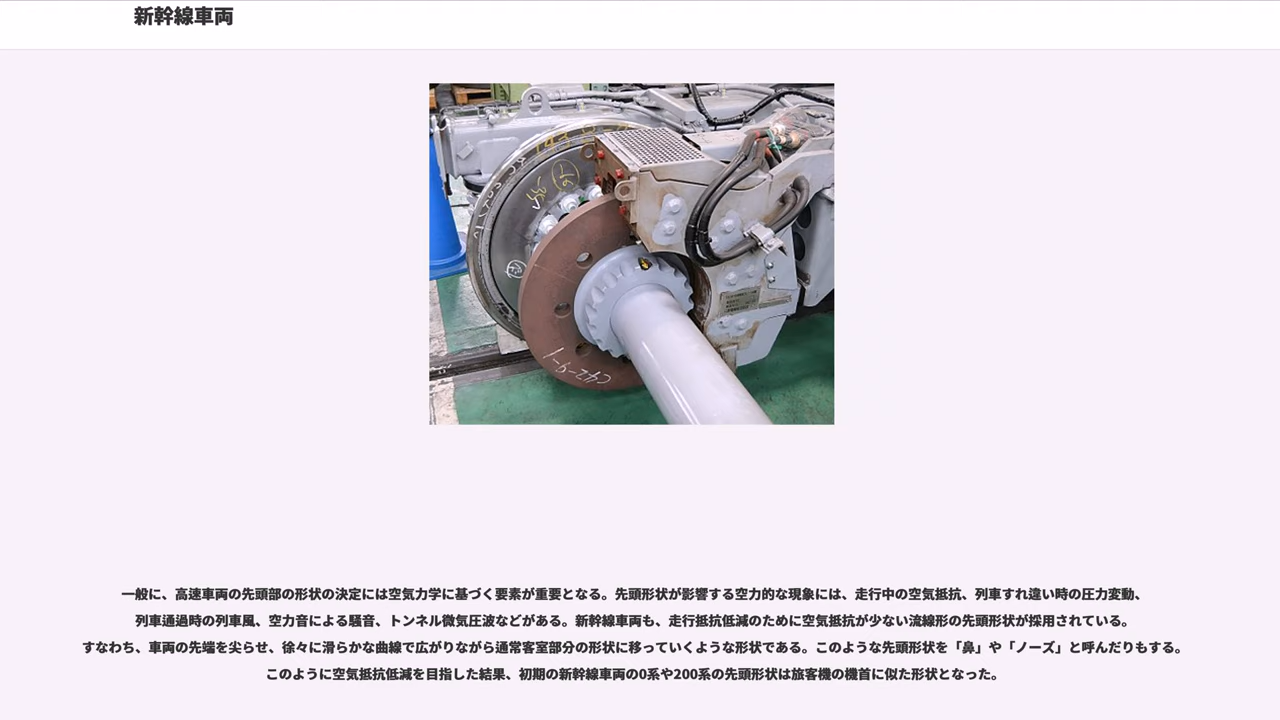 新幹線車両
C42-9-1
一般に、高速車両の先頭部の形状の決定には空気力学に基づく要素が重要となる。先頭形状が影響する空力的な現象には、走行中の空気抵抗、列車すれ違い時の圧力変動、
列車通過時の列車風、空力音による騒音、トンネル微気圧波などがある。新幹線車両も、走行抵抗低減のために空気抵抗が少ない流線形の先頭形状が採用されている。
すなわち、車両の先端を尖らせ、徐々に滑らかな曲線で広がりながら通常客室部分の形状に移っていくような形状である。このような先頭形状を「鼻」や「ノーズ」と呼んだりもする。
このように空気抵抗低減を目指した結果、初期の新幹線車両の0系や200系の先頭形状は旅客機の機首に似た形状となった。